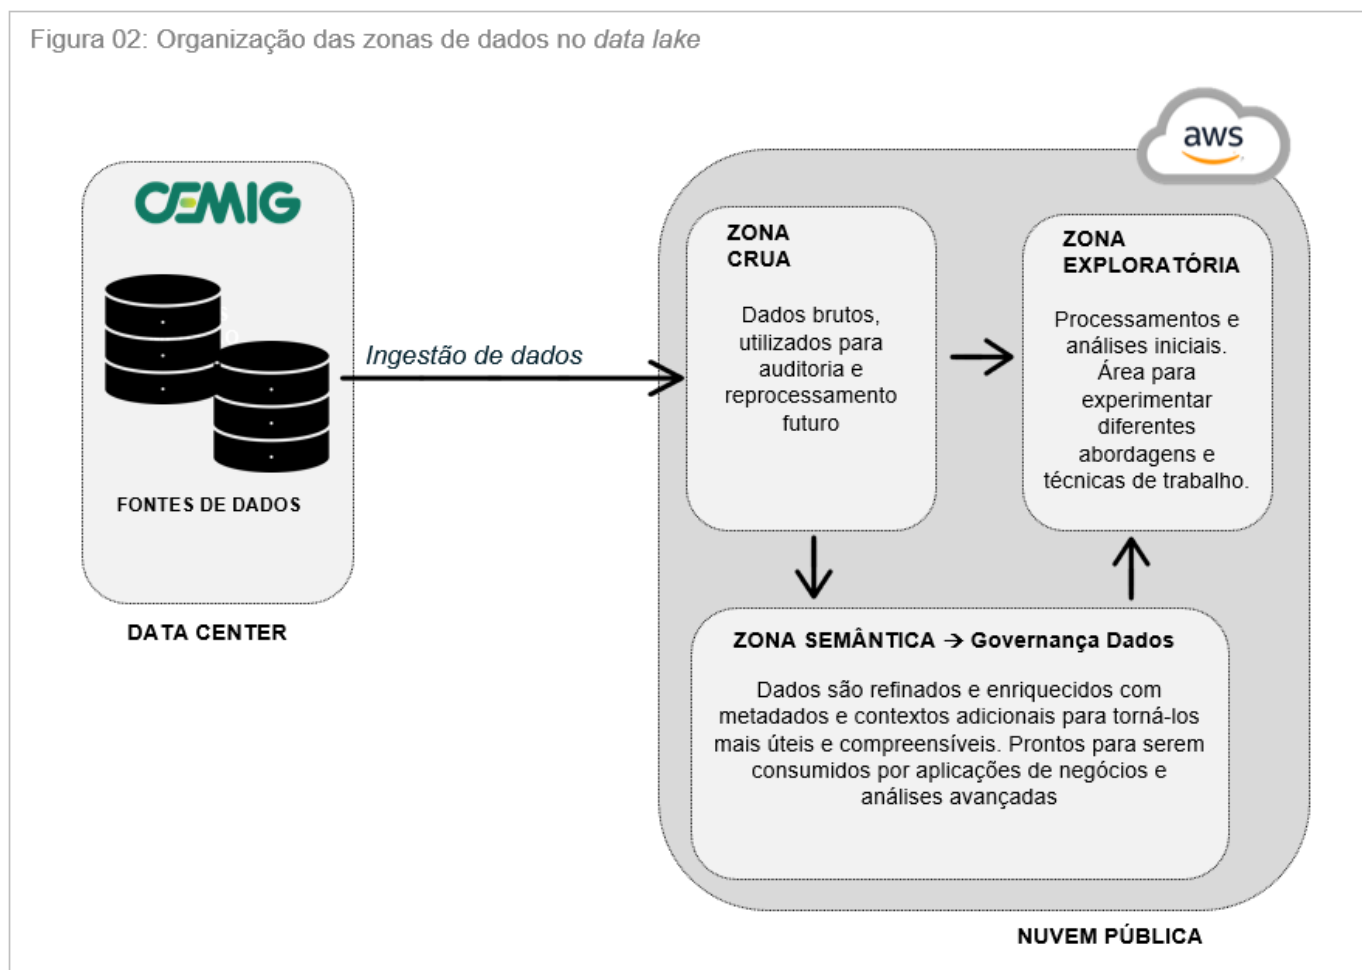 Figura 02: Organização das zonas de dados no data lake
CEMIG
FONTES DE DADOS
DATA CENTER
Ingestão de dados
aws
ZONA
CRUA
Dados brutos,
utilizados para
auditoria e
reprocessamento
futuro
ZONA
EXPLORATÓRIA
Processamentos e
análises iniciais.
Área para
experimentar
diferentes
abordagens e
técnicas de trabalho.
ZONA SEMÂNTICA → Governança Dados
Dados são refinados e enriquecidos com
metadados e contextos adicionais para torná-los
mais úteis e compreensíveis. Prontos para serem
consumidos por aplicações de negócios e
análises avançadas
NUVEM PÚBLICA